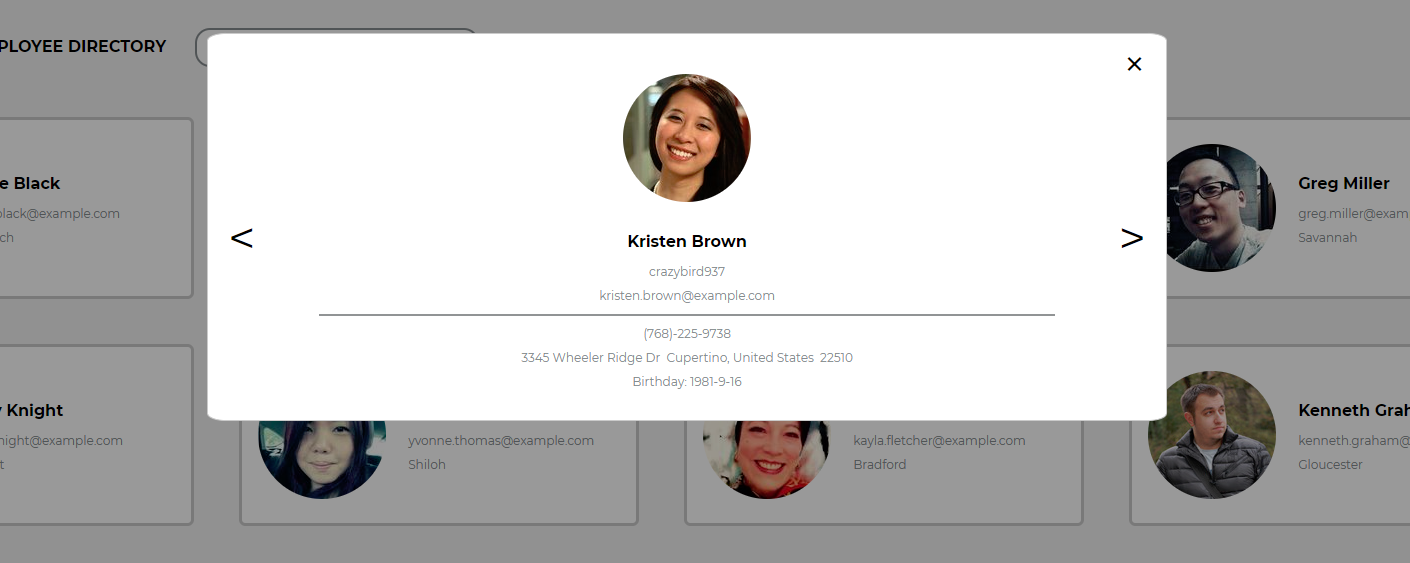 PLOYEE DIRECTORY
×
Kristen Brown
crazybird937
kristen.brown@example.com
(768)-225-9738
3345 Wheeler Ridge Dr  Cupertino, United States  22510
Birthday: 1981-9-16
<
>
e Black
black@example.com
ch
Greg Miller
greg.miller@exam
Savannah
y Knight
night@example.com
t
yvonne.thomas@example.com
Shiloh
kayla.fletcher@example.com
Bradford
Kenneth Grah
kenneth.graham@
Gloucester